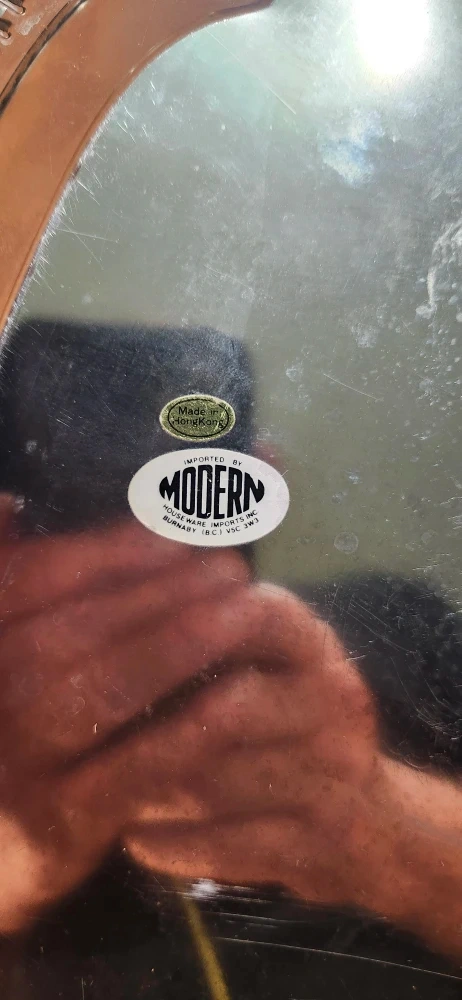 Made in
HongKong
IMPORTED BY
MODERN
HOUSEWARE IMPORTS INC
BURNABY (B.C.) V5C 3W3